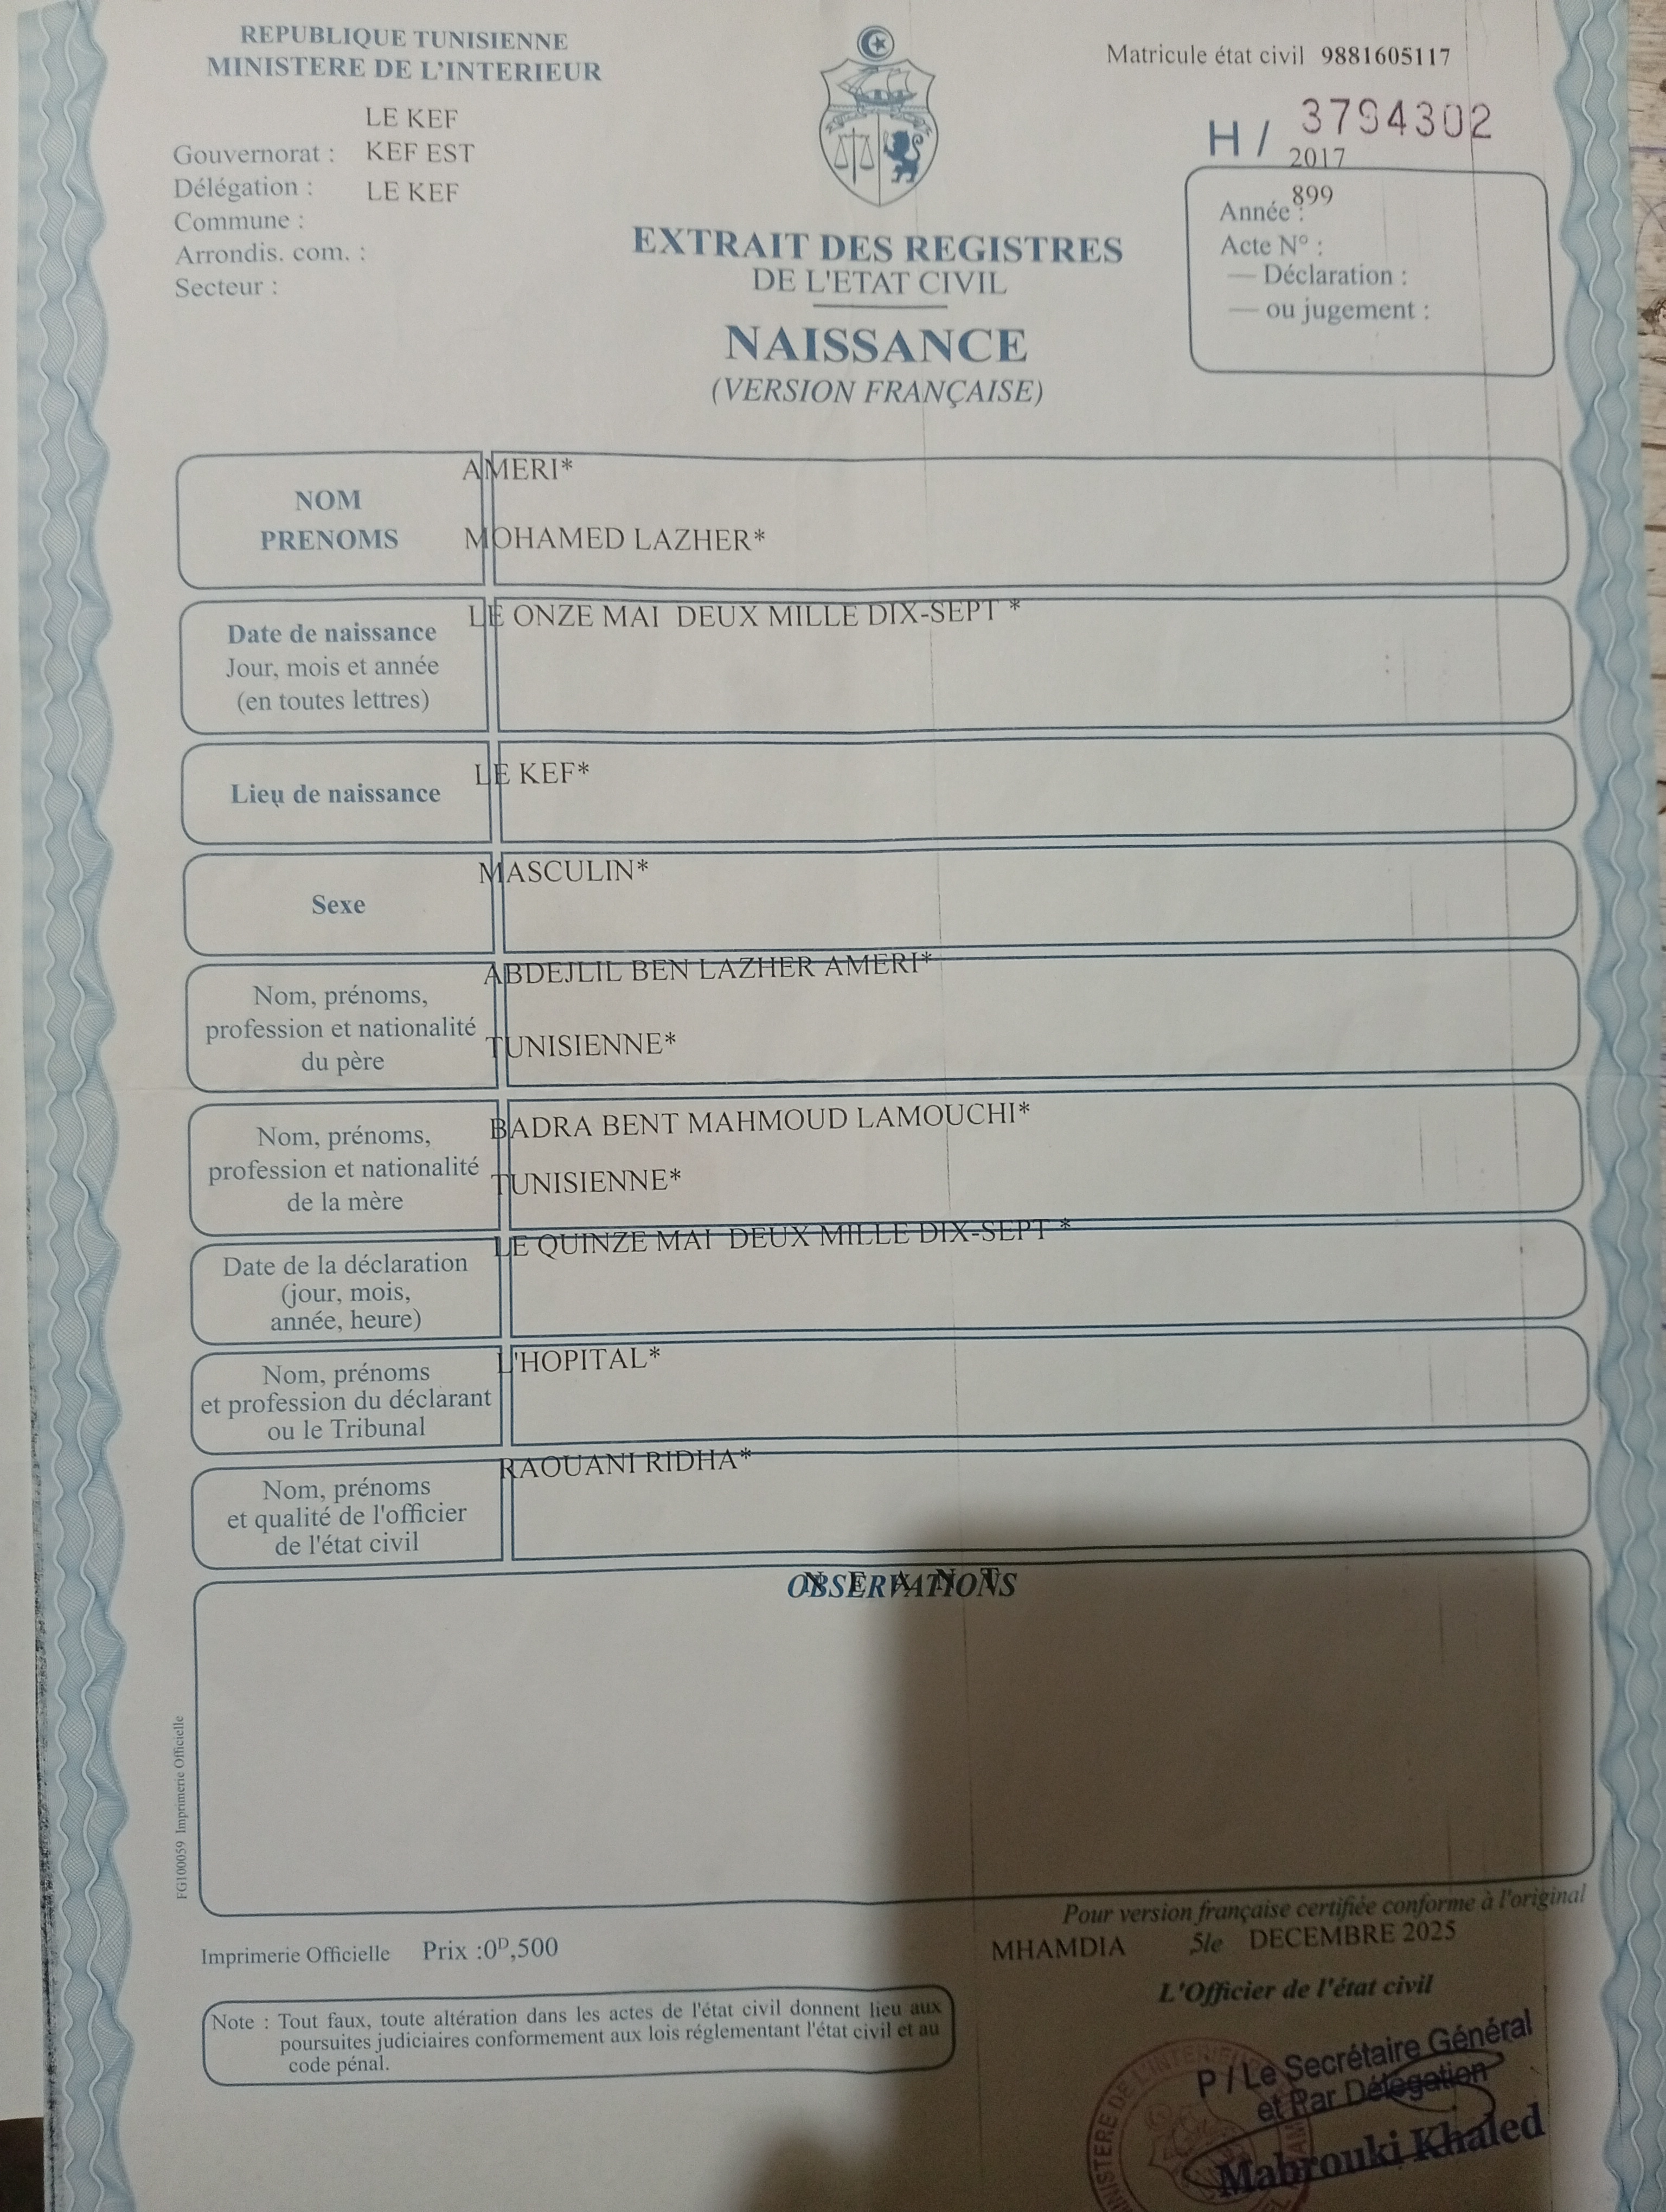 REPUBLIQUE TUNISIENNE
MINISTERE DE L'INTERIEUR
LE KEF
Gouvernorat : KEF EST
Délégation : LE KEF
Commune :
Arrondis. com. :
Secteur :
Matricule état civil 9881605117
H / 3794302
2017
899
Année :
Acte N° :
— Déclaration :
— ou jugement :
EXTRAIT DES REGISTRES
DE L'ETAT CIVIL
NAISSANCE
(VERSION FRANÇAISE)
AMERI*
NOM
PRENOMS MOHAMED LAZHER*
LE ONZE MAI DEUX MILLE DIX-SEPT *
Date de naissance
Jour, mois et année
(en toutes lettres)
LE KEF*
Lieu de naissance
MASCULIN*
Sexe
ABDEJLIL BEN LAZHER AMERI*
Nom, prénoms,
profession et nationalité
du père
TUNISIENNE*
BADRA BENT MAHMOUD LAMOUCHI*
Nom, prénoms,
profession et nationalité
de la mère
TUNISIENNE*
LE QUINZE MAI DEUX MILLE DIX-SEPT *
Date de la déclaration
(jour, mois,
année, heure)
L'HOPITAL*
Nom, prénoms
et profession du déclarant
ou le Tribunal
RAOUANI RIDHA*
Nom, prénoms
et qualité de l'officier
de l'état civil
OBSERVATIONS
N E A N T
FG100059 Imprimerie Officielle
Pour version française certifiée conforme à l'original
Imprimerie Officielle Prix :0ᴰ,500
MHAMDIA 5le DECEMBRE 2025
L'Officier de l'état civil
Note : Tout faux, toute altération dans les actes de l'état civil donnent lieu aux
poursuites judiciaires conformement aux lois réglementant l'état civil et au
code pénal.
P / Le Secrétaire Général
et Par Délégation
Mabrouki Khaled
MINISTERE DE L'INTERIEUR